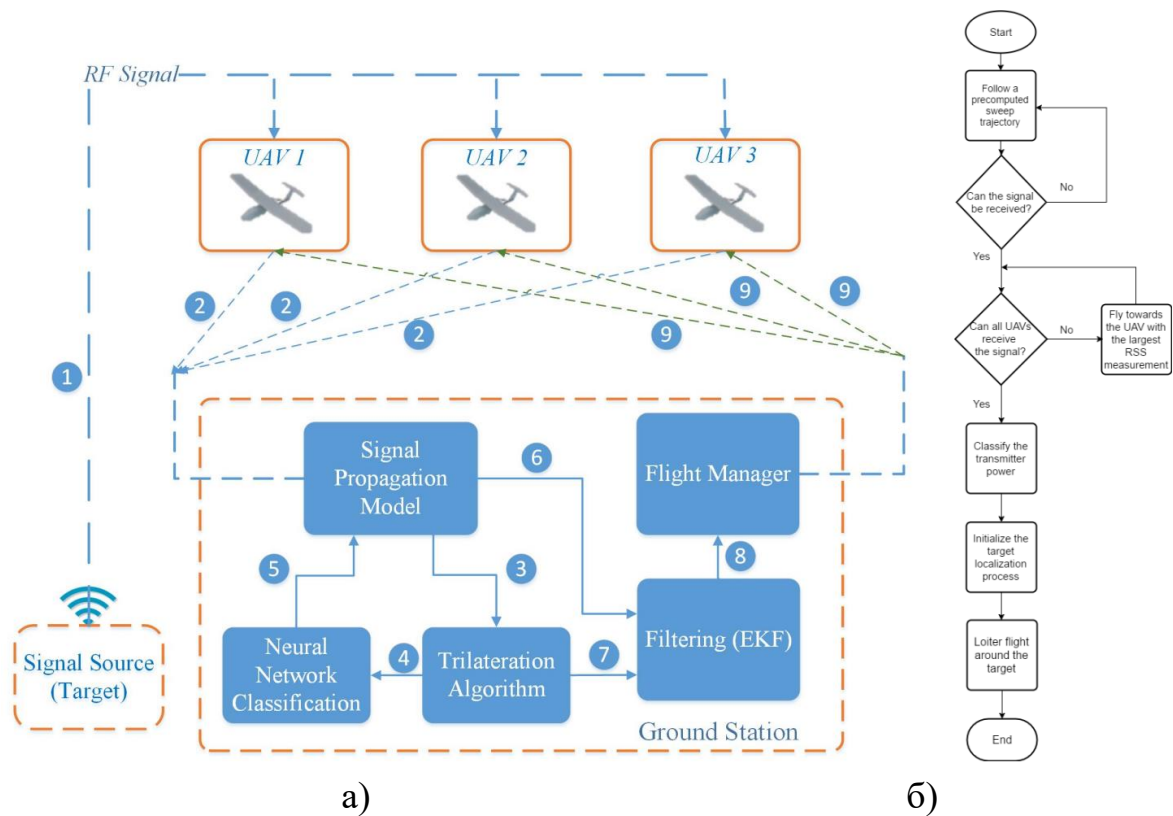 RF Signal
UAV 1
UAV 2
UAV 3
2
2
2
9
9
9
1
Signal
Propagation
Model
6
Flight Manager
5
3
8
Neural
Network
Classification
4
Trilateration
Algorithm
7
Filtering (EKF)
Signal Source
(Target)
Ground Station
а)
Start
Follow a
precomputed
sweep
trajectory
Can the signal
be received?
No
Yes
Can all UAVs
receive
the signal?
No
Fly towards
the UAV with
the largest
RSS
measurement
Yes
Classify the
transmitter
power
Initialize the
target
localization
process
Loiter flight
around the
target
End
б)